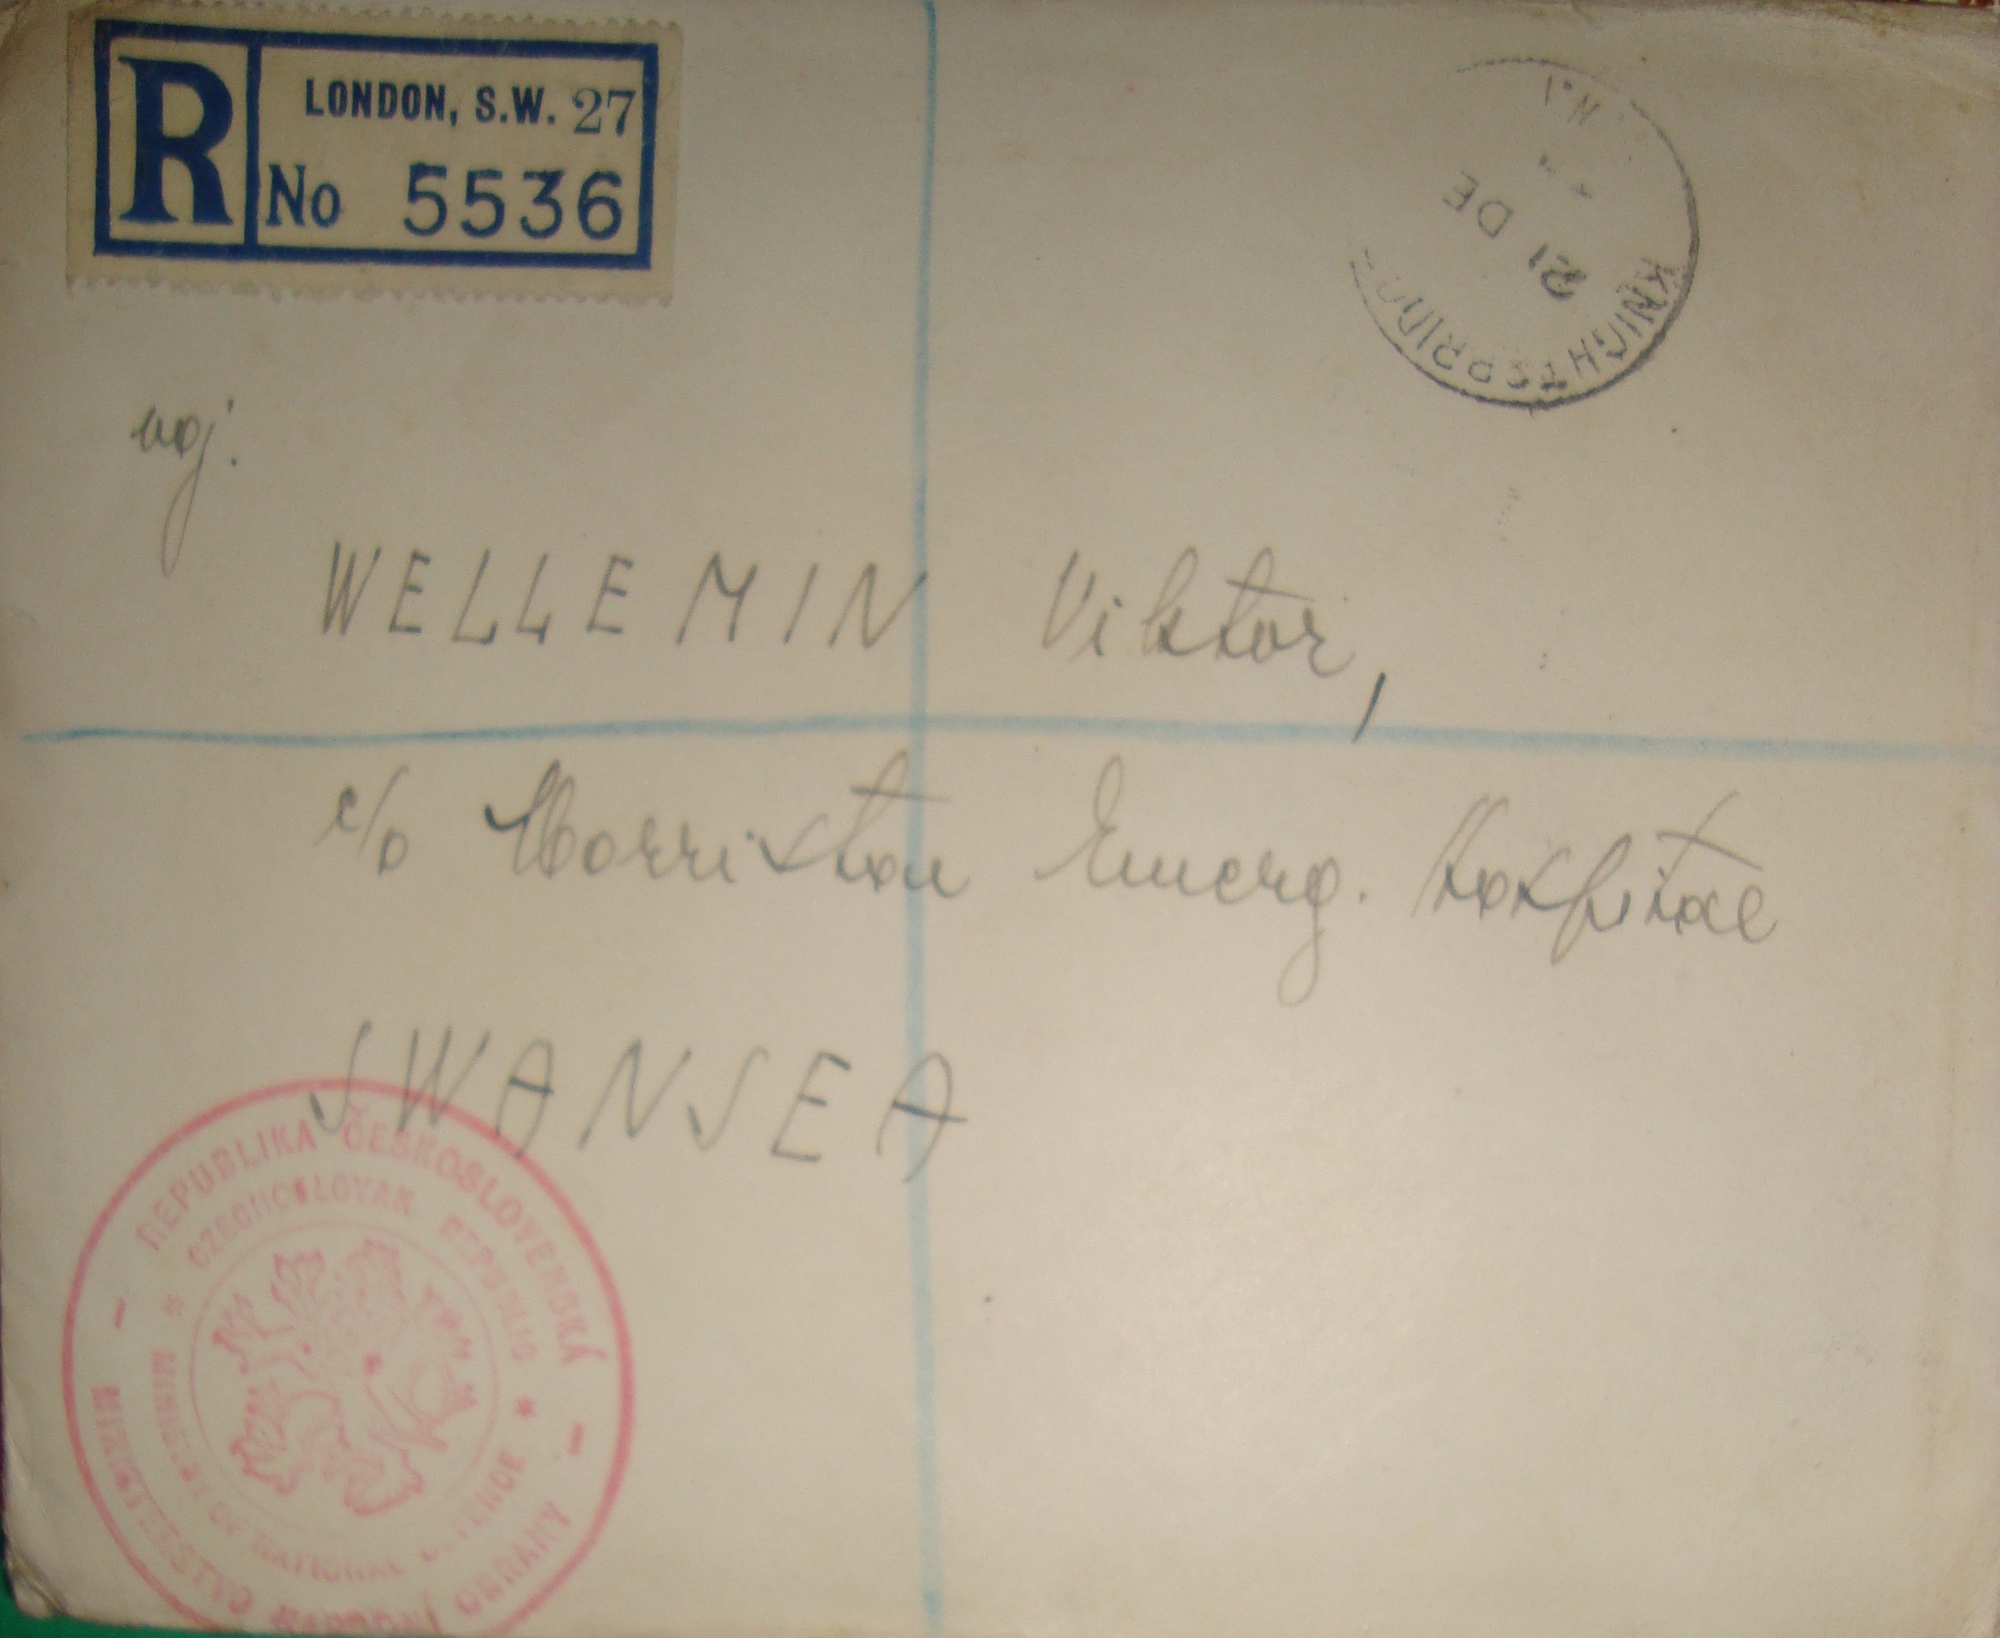 R
LONDON, S.W. 27
No 5536
21 DE
voj.
WELLEMIN Viktor,
c/o Morriston Emerg. Hospital
SWANSEA
REPUBLIKA ČESKOSLOVENSKÁ
CZECHOSLOVAK REPUBLIC
MINISTRY OF NATIONAL DEFENCE
MINISTERSTVO NÁRODNÍ OBRANY